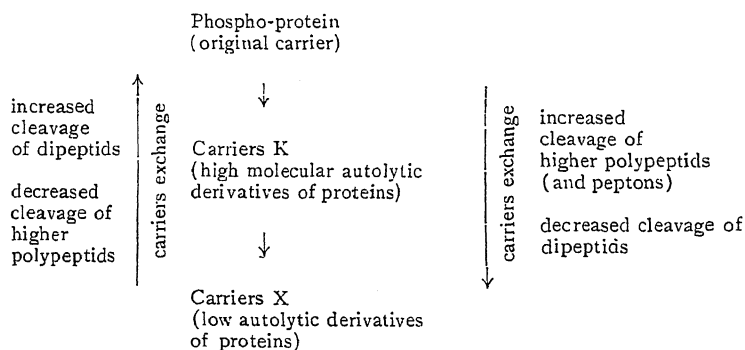 Phospho-protein
(original carrier)
increased
cleavage
of dipeptids
decreased
cleavage of
higher
polypeptids
carriers exchange
Carriers K
(high molecular autolytic
derivatives of proteins)
Carriers X
(low autolytic derivatives
of proteins)
carriers exchange
increased
cleavage of
higher polypeptids
(and peptons)
decreased cleavage of
dipeptids